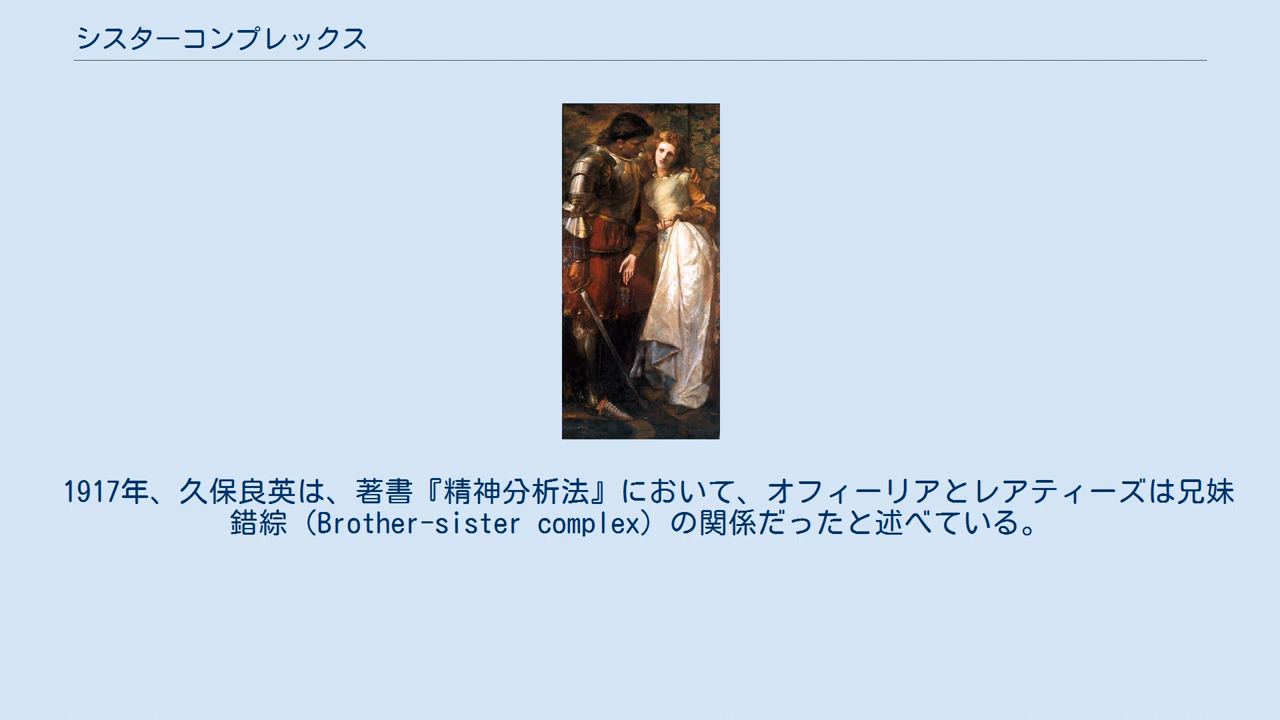 シスターコンプレックス
1917年、久保良英は、著書『精神分析法』において、オフィーリアとレアティーズは兄妹
錯綜（Brother-sister complex）の関係だったと述べている。